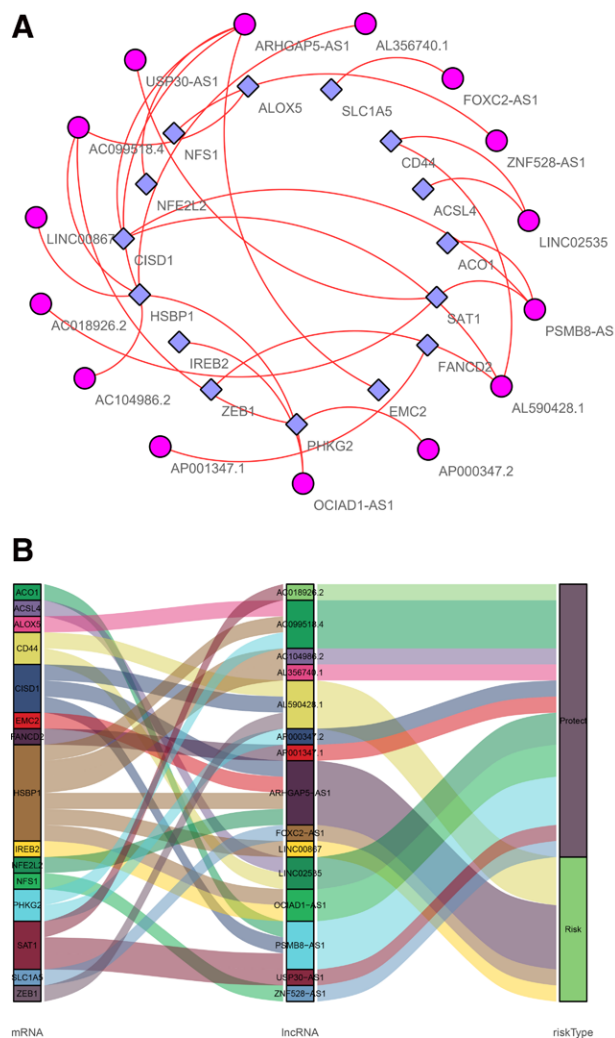 A
ARHGAP5-AS1
AL356740.1
USP30-AS1
ALOX5
SLC1A5
FOXC2-AS1
AC099518.4
NFS1
CD44
ZNF528-AS1
NFE2L2
ACSL4
LINC00867
CISD1
ACO1
LINC02535
AC018926.2
HSBP1
SAT1
PSMB8-AS
IREB2
FANCD2
AC104986.2
ZEB1
EMC2
AL590428.1
PHKG2
AP001347.1
AP000347.2
OCIAD1-AS1
B
ACO1
ACSL4
ALOX5
CD44
CISD1
EMC2
FANCD2
HSBP1
IREB2
NFE2L2
NFS1
PHKG2
SAT1
SLC1A5
ZEB1
AC018926.2
AC099518.4
AC104986.2
AL356740.1
AL590428.1
AP000347.2
AP001347.1
ARHGAP5-AS1
FOXC2-AS1
LINC00867
LINC02535
OCIAD1-AS1
PSMB8-AS1
USP30-AS1
ZNF528-AS1
Protect
Risk
mRNA
lncRNA
riskType